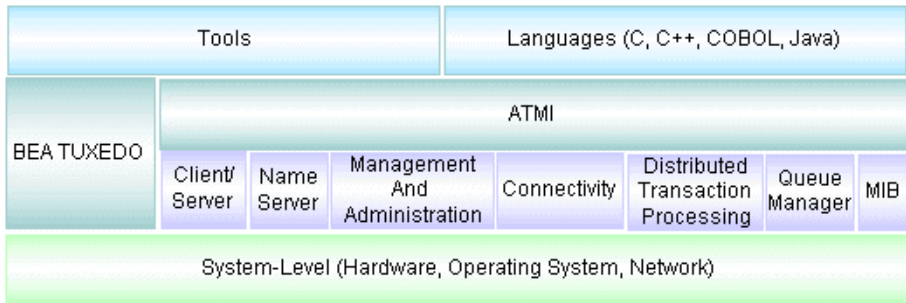 Tools
Languages (C, C++, COBOL, Java)
BEA TUXEDO
ATMI
Client/
Server
Name
Server
Management
And
Administration
Connectivity
Distributed
Transaction
Processing
Queue
Manager
MIB
System-Level (Hardware, Operating System, Network)